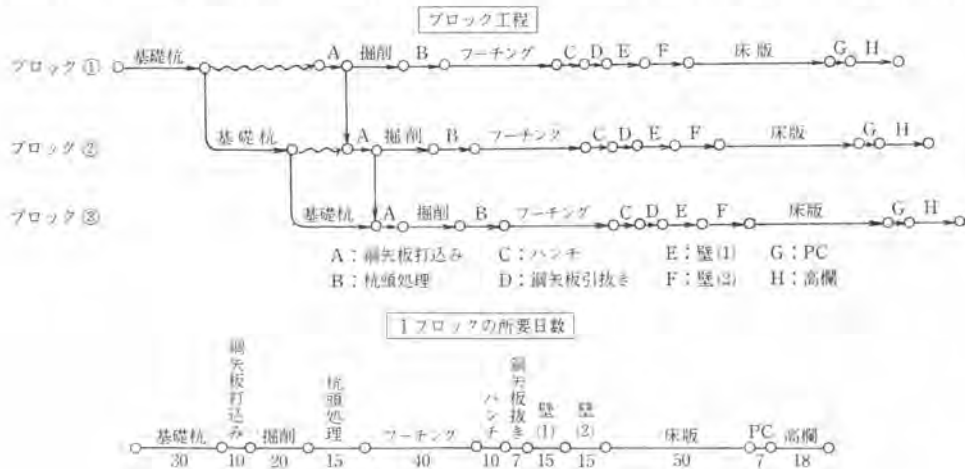 ブロック工程
ブロック① 基礎杭 A 掘削 B フーチング C D E F 床版 G H
ブロック② 基礎杭 A 掘削 B フーチング C D E F 床版 G H
ブロック③ 基礎杭 A 掘削 B フーチング C D E F 床版 G H
A：鋼矢板打込み C：ハンチ E：壁(1) G：PC
B：杭頭処理 D：鋼矢板引抜き F：壁(2) H：高欄
1ブロックの所要日数
基礎杭 鋼矢板打込み 掘削 杭頭処理 フーチング ハンチ 鋼矢板抜き 壁(1) 壁(2) 床版 PC 高欄
30 10 20 15 40 10 7 15 15 50 7 18